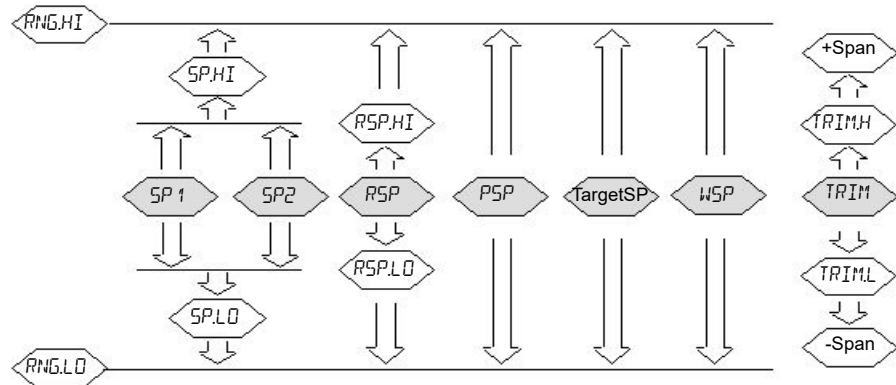 RNG.HI
+Span
SP.HI
RSP.HI
TRIM.H
SP1
SP2
RSP
PSP
TargetSP
WSP
TRIM
RSP.LO
TRIM.L
SP.LO
-Span
RNG.LO